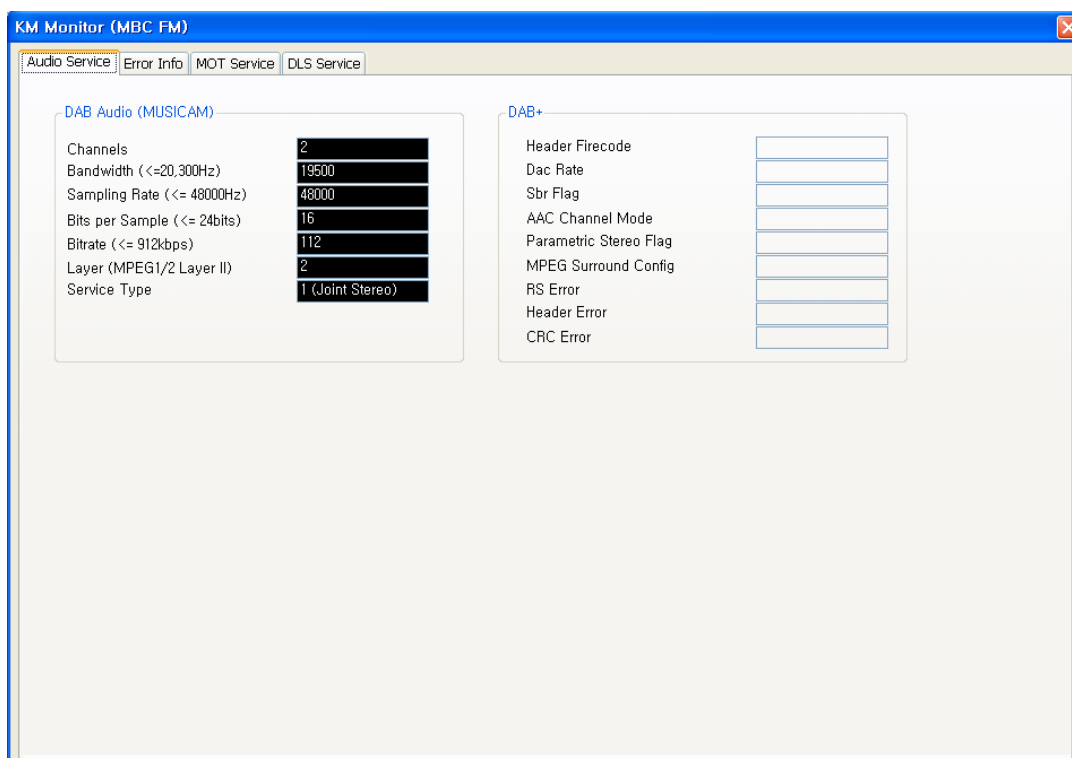 KM Monitor (MBC FM)
Audio Service Error Info MOT Service DLS Service
DAB Audio (MUSICAM)
Channels 2
Bandwidth (<=20,300Hz) 19500
Sampling Rate (<= 48000Hz) 48000
Bits per Sample (<= 24bits) 16
Bitrate (<= 912kbps) 112
Layer (MPEG1/2 Layer II) 2
Service Type 1 (Joint Stereo)
DAB+
Header Firecode
Dac Rate
Sbr Flag
AAC Channel Mode
Parametric Stereo Flag
MPEG Surround Config
RS Error
Header Error
CRC Error